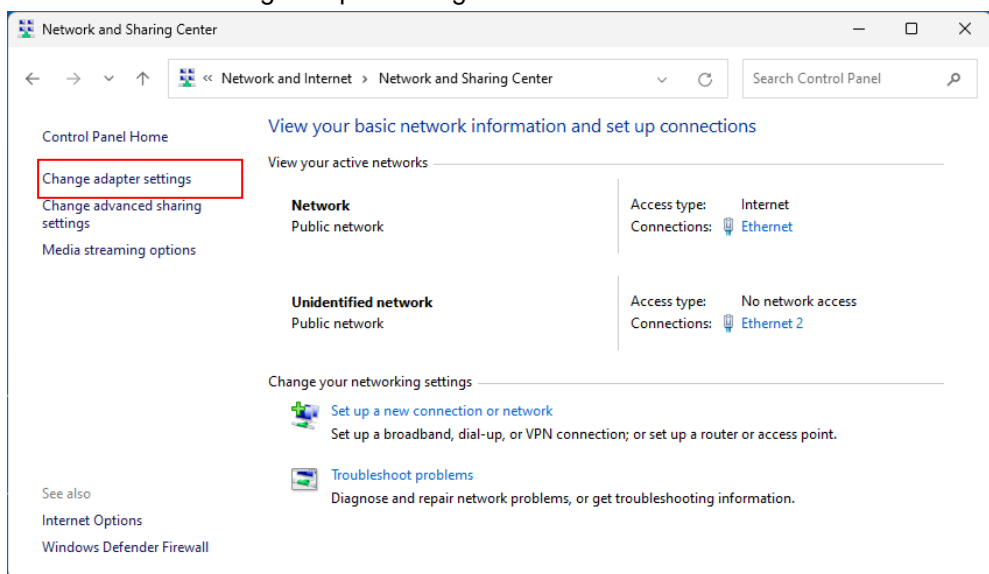 Network and Sharing Center
« Network and Internet > Network and Sharing Center
Search Control Panel
Control Panel Home
Change adapter settings
Change advanced sharing
settings
Media streaming options
View your basic network information and set up connections
View your active networks
Network
Public network
Access type: Internet
Connections: Ethernet
Unidentified network
Public network
Access type: No network access
Connections: Ethernet 2
Change your networking settings
Set up a new connection or network
Set up a broadband, dial-up, or VPN connection; or set up a router or access point.
Troubleshoot problems
Diagnose and repair network problems, or get troubleshooting information.
See also
Internet Options
Windows Defender Firewall